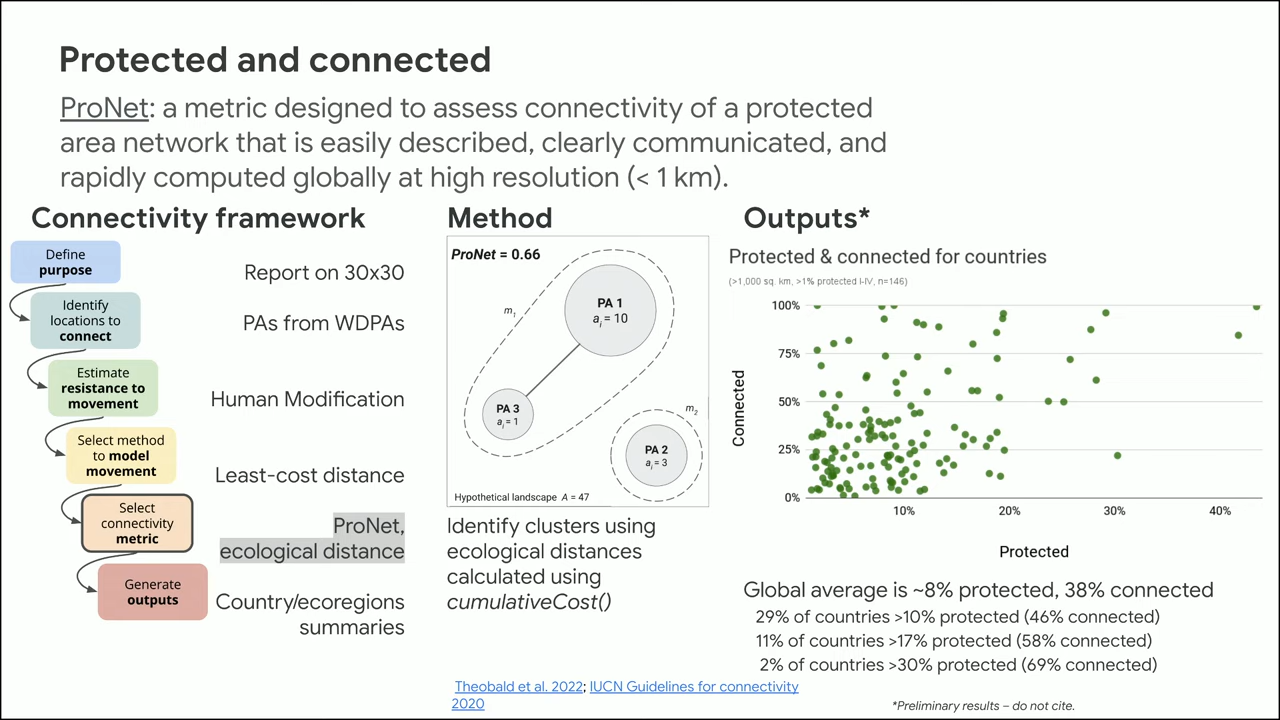 Protected and connected
ProNet: a metric designed to assess connectivity of a protected
area network that is easily described, clearly communicated, and
rapidly computed globally at high resolution (< 1 km).
Connectivity framework
Define
purpose
Report on 30x30
Identify
locations to
connect
PAs from WDPAs
Estimate
resistance to
movement
Human Modification
Select method
to model
movement
Least-cost distance
Select
connectivity
metric
ProNet,
ecological distance
Generate
outputs
Country/ecoregions
summaries
Method
ProNet = 0.66
m1
PA 1
ai = 10
PA 3
ai = 1
m2
PA 2
ai = 3
Hypothetical landscape A = 47
Identify clusters using
ecological distances
calculated using
cumulativeCost()
Outputs*
Protected & connected for countries
(>1,000 sq. km, >1% protected I-IV, n=146)
Connected
100%
75%
50%
25%
0%
10%
20%
30%
40%
Protected
Global average is ~8% protected, 38% connected
29% of countries >10% protected (46% connected)
11% of countries >17% protected (58% connected)
2% of countries >30% protected (69% connected)
Theobald et al. 2022; IUCN Guidelines for connectivity
2020
*Preliminary results – do not cite.